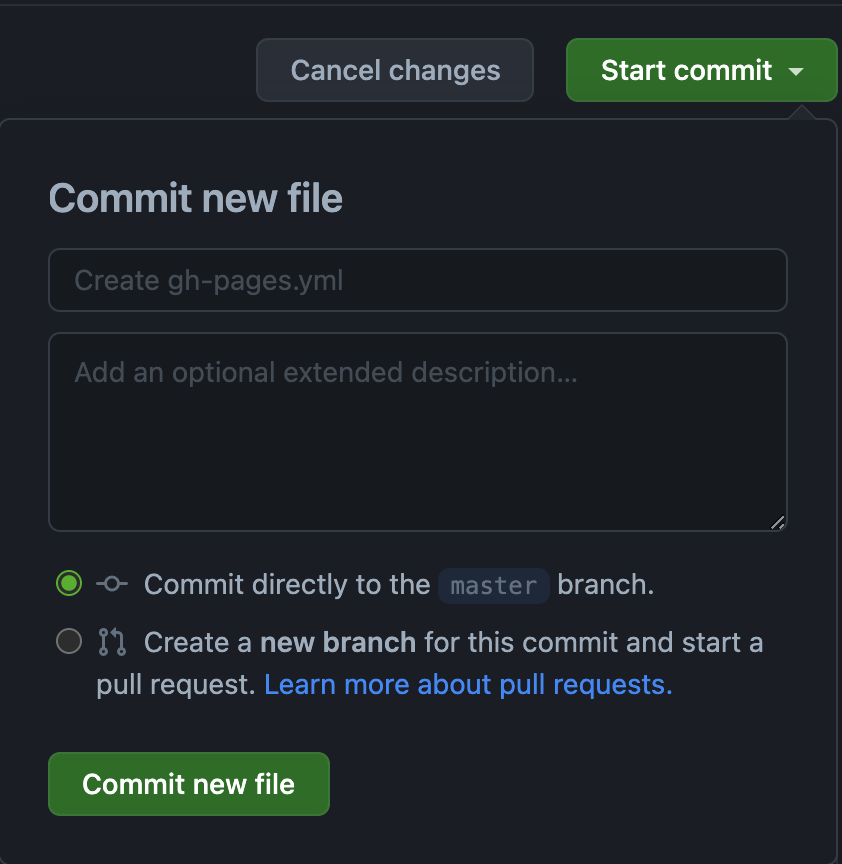 Cancel changes
Start commit
Commit new file
Create gh-pages.yml
Add an optional extended description...
Commit directly to the master branch.
Create a new branch for this commit and start a
pull request. Learn more about pull requests.
Commit new file